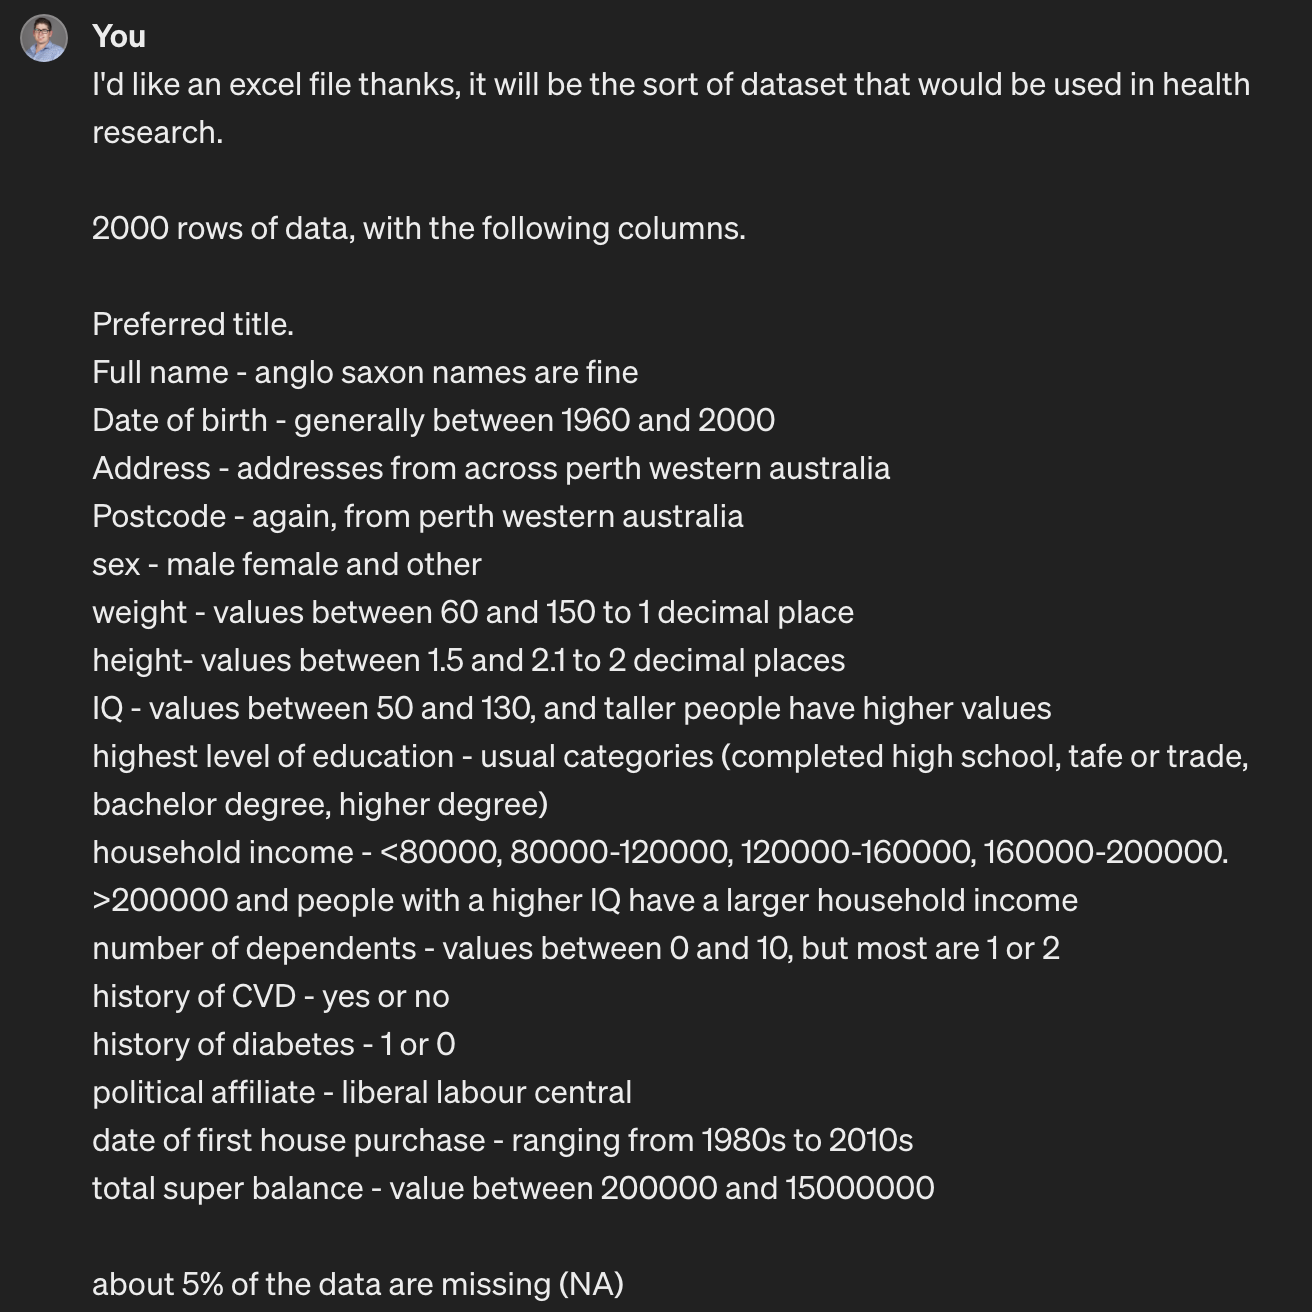 You
I'd like an excel file thanks, it will be the sort of dataset that would be used in health
research.
2000 rows of data, with the following columns.
Preferred title.
Full name - anglo saxon names are fine
Date of birth - generally between 1960 and 2000
Address - addresses from across perth western australia
Postcode - again, from perth western australia
sex - male female and other
weight - values between 60 and 150 to 1 decimal place
height- values between 1.5 and 2.1 to 2 decimal places
IQ - values between 50 and 130, and taller people have higher values
highest level of education - usual categories (completed high school, tafe or trade,
bachelor degree, higher degree)
household income - <80000, 80000-120000, 120000-160000, 160000-200000.
>200000 and people with a higher IQ have a larger household income
number of dependents - values between 0 and 10, but most are 1 or 2
history of CVD - yes or no
history of diabetes - 1 or 0
political affiliate - liberal labour central
date of first house purchase - ranging from 1980s to 2010s
total super balance - value between 200000 and 15000000
about 5% of the data are missing (NA)